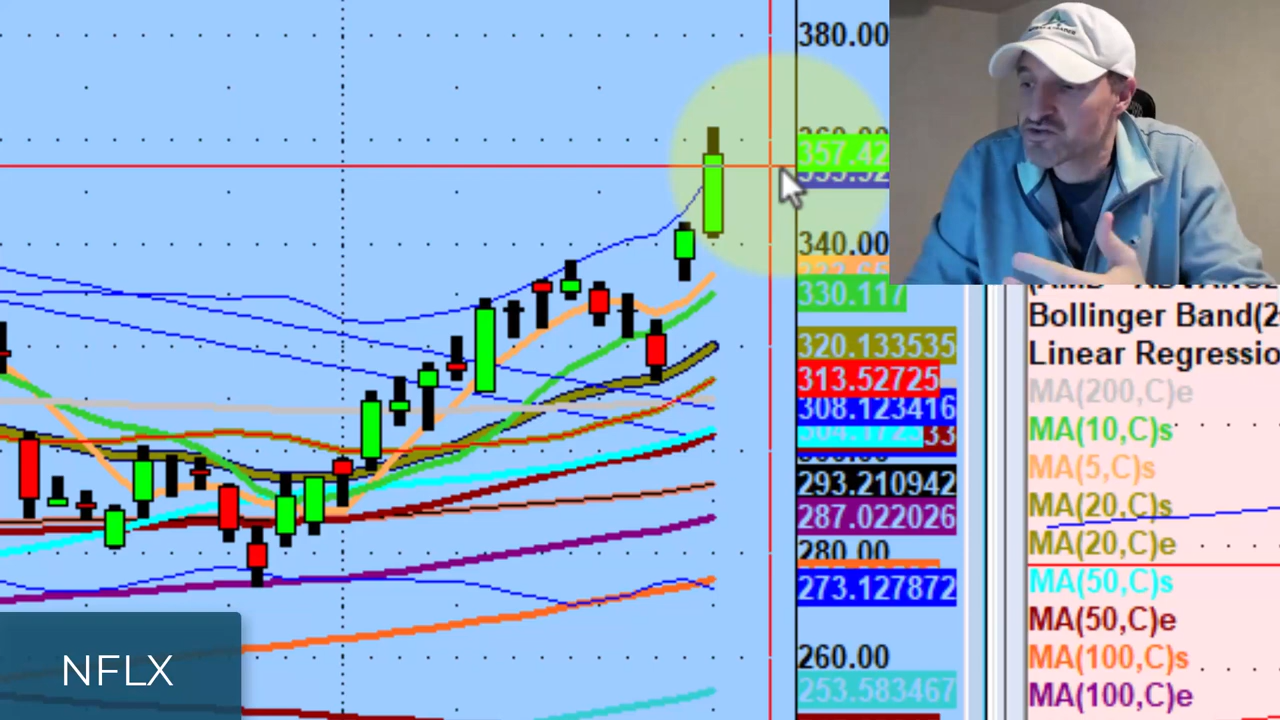 380.00
357.42
340.00
330.117
320.133535
313.52725
308.123416
33
293.210942
287.022026
280.00
273.127872
260.00
253.583467
Bollinger Band(2
Linear Regressio
MA(200,C)e
MA(10,C)s
MA(5,C)s
MA(20,C)s
MA(20,C)e
MA(50,C)s
MA(50,C)e
MA(100,C)s
MA(100,C)e
NFLX